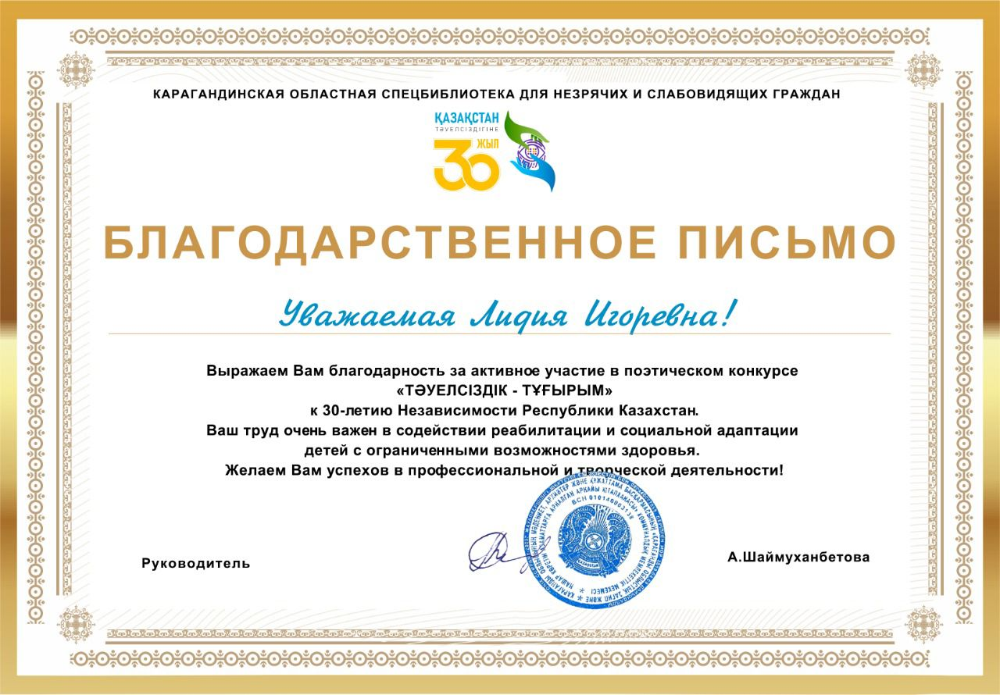 КАРАГАНДИНСКАЯ ОБЛАСТНАЯ СПЕЦБИБЛИОТЕКА ДЛЯ НЕЗРЯЧИХ И СЛАБОВИДЯЩИХ ГРАЖДАН
ҚАЗАҚСТАН
ТӘУЕЛСІЗДІГІНЕ
30 ЖЫЛ
БЛАГОДАРСТВЕННОЕ ПИСЬМО
Уважаемая Лидия Игоревна!
Выражаем Вам благодарность за активное участие в поэтическом конкурсе
«ТӘУЕЛСІЗДІК - ТҰҒЫРЫМ»
к 30-летию Независимости Республики Казахстан.
Ваш труд очень важен в содействии реабилитации и социальной адаптации
детей с ограниченными возможностями здоровья.
Желаем Вам успехов в профессиональной и творческой деятельности!
Руководитель
А.Шаймуханбетова